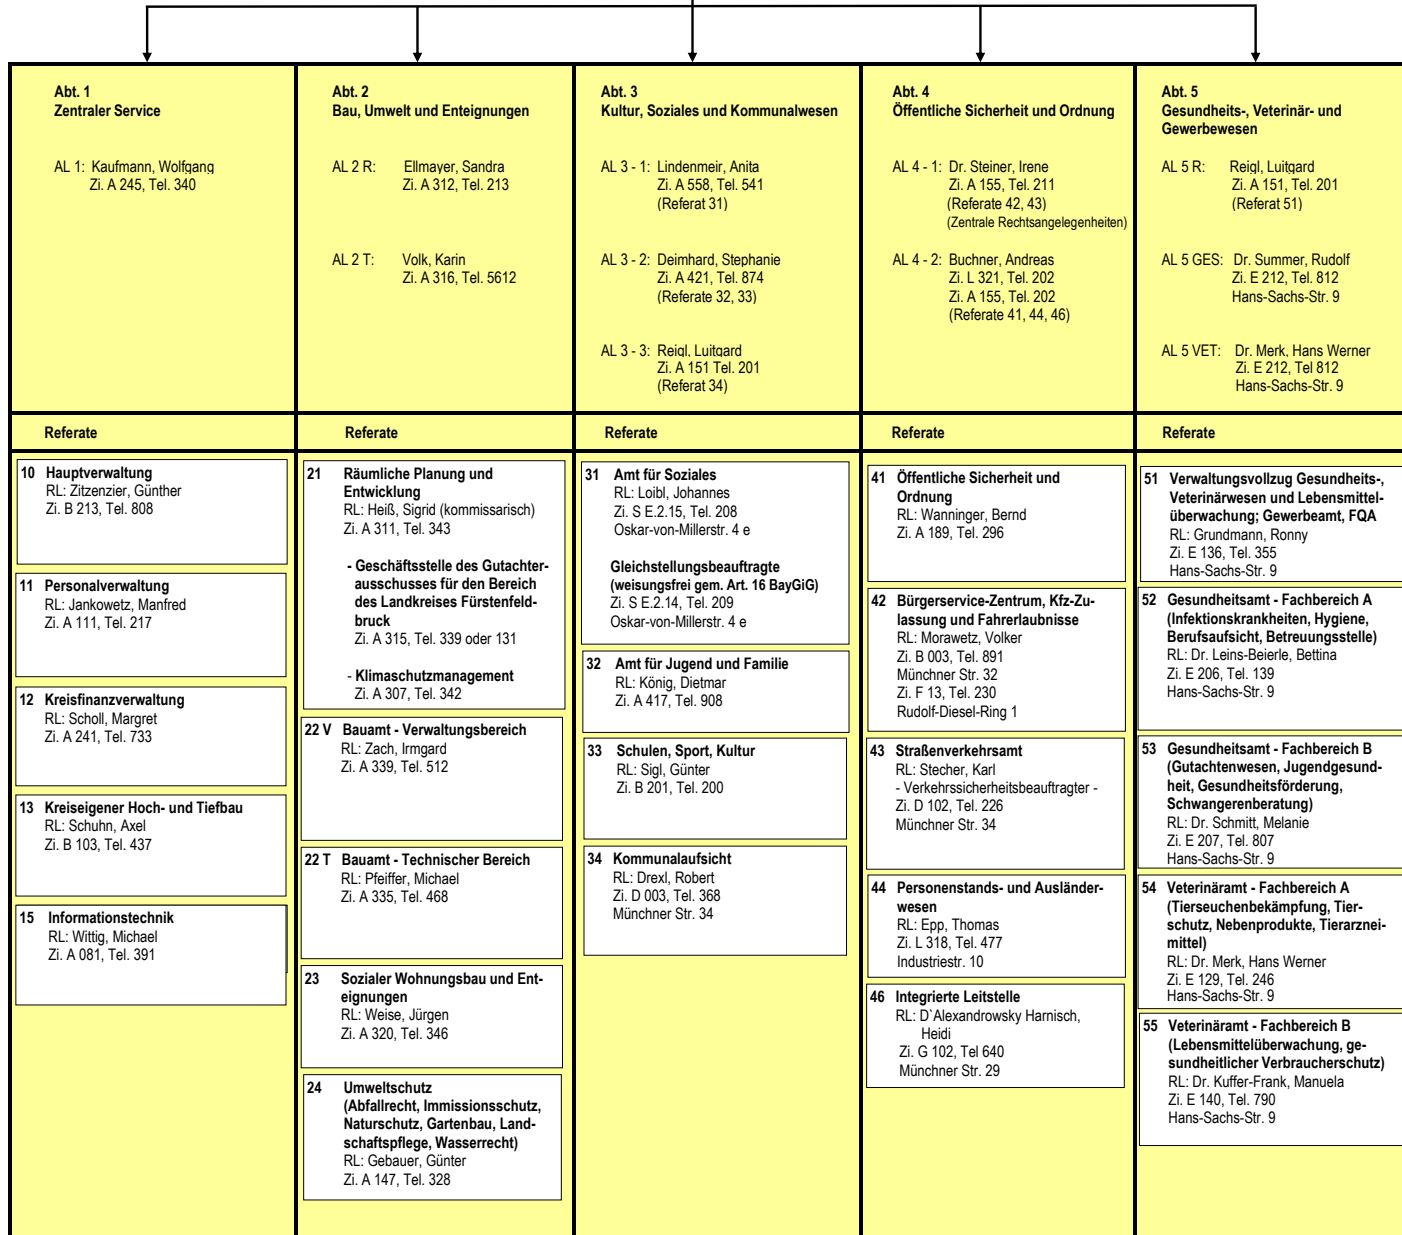 Abt. 1
Zentraler Service
AL 1: Kaufmann, Wolfgang
Zi. A 245, Tel. 340
Abt. 2
Bau, Umwelt und Enteignungen
AL 2 R: Ellmayer, Sandra
Zi. A 312, Tel. 213
AL 2 T: Volk, Karin
Zi. A 316, Tel. 5612
Abt. 3
Kultur, Soziales und Kommunalwesen
AL 3 - 1: Lindenmeir, Anita
Zi. A 558, Tel. 541
(Referat 31)
AL 3 - 2: Deimhard, Stephanie
Zi. A 421, Tel. 874
(Referate 32, 33)
AL 3 - 3: Reigl, Luitgard
Zi. A 151 Tel. 201
(Referat 34)
Abt. 4
Öffentliche Sicherheit und Ordnung
AL 4 - 1: Dr. Steiner, Irene
Zi. A 155, Tel. 211
(Referate 42, 43)
(Zentrale Rechtsangelegenheiten)
AL 4 - 2: Buchner, Andreas
Zi. L 321, Tel. 202
Zi. A 155, Tel. 202
(Referate 41, 44, 46)
Abt. 5
Gesundheits-, Veterinär- und
Gewerbewesen
AL 5 R: Reigl, Luitgard
Zi. A 151, Tel. 201
(Referat 51)
AL 5 GES: Dr. Summer, Rudolf
Zi. E 212, Tel. 812
Hans-Sachs-Str. 9
AL 5 VET: Dr. Merk, Hans Werner
Zi. E 212, Tel 812
Hans-Sachs-Str. 9
Referate
10 Hauptverwaltung
RL: Zitzenzier, Günther
Zi. B 213, Tel. 808
11 Personalverwaltung
RL: Jankowetz, Manfred
Zi. A 111, Tel. 217
12 Kreisfinanzverwaltung
RL: Scholl, Margret
Zi. A 241, Tel. 733
13 Kreiseigener Hoch- und Tiefbau
RL: Schuhn, Axel
Zi. B 103, Tel. 437
15 Informationstechnik
RL: Wittig, Michael
Zi. A 081, Tel. 391
Referate
21 Räumliche Planung und
Entwicklung
RL: Heiß, Sigrid (kommissarisch)
Zi. A 311, Tel. 343
- Geschäftsstelle des Gutachter-
ausschusses für den Bereich
des Landkreises Fürstenfeld-
bruck
Zi. A 315, Tel. 339 oder 131
- Klimaschutzmanagement
Zi. A 307, Tel. 342
22 V Bauamt - Verwaltungsbereich
RL: Zach, Irmgard
Zi. A 339, Tel. 512
22 T Bauamt - Technischer Bereich
RL: Pfeiffer, Michael
Zi. A 335, Tel. 468
23 Sozialer Wohnungsbau und Ent-
eignungen
RL: Weise, Jürgen
Zi. A 320, Tel. 346
24 Umweltschutz
(Abfallrecht, Immissionsschutz,
Naturschutz, Gartenbau, Land-
schaftspflege, Wasserrecht)
RL: Gebauer, Günter
Zi. A 147, Tel. 328
Referate
31 Amt für Soziales
RL: Loibl, Johannes
Zi. S E.2.15, Tel. 208
Oskar-von-Millerstr. 4 e
Gleichstellungsbeauftragte
(weisungsfrei gem. Art. 16 BayGiG)
Zi. S E.2.14, Tel. 209
Oskar-von-Millerstr. 4 e
32 Amt für Jugend und Familie
RL: König, Dietmar
Zi. A 417, Tel. 908
33 Schulen, Sport, Kultur
RL: Sigl, Günter
Zi. B 201, Tel. 200
34 Kommunalaufsicht
RL: Drexl, Robert
Zi. D 003, Tel. 368
Münchner Str. 34
Referate
41 Öffentliche Sicherheit und
Ordnung
RL: Wanninger, Bernd
Zi. A 189, Tel. 296
42 Bürgerservice-Zentrum, Kfz-Zu-
lassung und Fahrerlaubnisse
RL: Morawetz, Volker
Zi. B 003, Tel. 891
Münchner Str. 32
Zi. F 13, Tel. 230
Rudolf-Diesel-Ring 1
43 Straßenverkehrsamt
RL: Stecher, Karl
- Verkehrssicherheitsbeauftragter -
Zi. D 102, Tel. 226
Münchner Str. 34
44 Personenstands- und Ausländer-
wesen
RL: Epp, Thomas
Zi. L 318, Tel. 477
Industriestr. 10
46 Integrierte Leitstelle
RL: D`Alexandrowsky Harnisch,
Heidi
Zi. G 102, Tel 640
Münchner Str. 29
Referate
51 Verwaltungsvollzug Gesundheits-,
Veterinärwesen und Lebensmittel-
überwachung; Gewerbeamt, FQA
RL: Grundmann, Ronny
Zi. E 136, Tel. 355
Hans-Sachs-Str. 9
52 Gesundheitsamt - Fachbereich A
(Infektionskrankheiten, Hygiene,
Berufsaufsicht, Betreuungsstelle)
RL: Dr. Leins-Beierle, Bettina
Zi. E 206, Tel. 139
Hans-Sachs-Str. 9
53 Gesundheitsamt - Fachbereich B
(Gutachtenwesen, Jugendgesund-
heit, Gesundheitsförderung,
Schwangerenberatung)
RL: Dr. Schmitt, Melanie
Zi. E 207, Tel. 807
Hans-Sachs-Str. 9
54 Veterinäramt - Fachbereich A
(Tierseuchenbekämpfung, Tier-
schutz, Nebenprodukte, Tierarznei-
mittel)
RL: Dr. Merk, Hans Werner
Zi. E 129, Tel. 246
Hans-Sachs-Str. 9
55 Veterinäramt - Fachbereich B
(Lebensmittelüberwachung, ge-
sundheitlicher Verbraucherschutz)
RL: Dr. Kuffer-Frank, Manuela
Zi. E 140, Tel. 790
Hans-Sachs-Str. 9